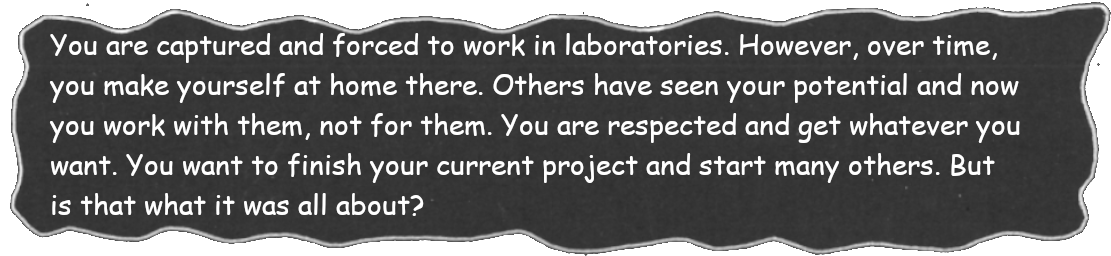 You are captured and forced to work in laboratories. However, over time,
you make yourself at home there. Others have seen your potential and now
you work with them, not for them. You are respected and get whatever you
want. You want to finish your current project and start many others. But
is that what it was all about?